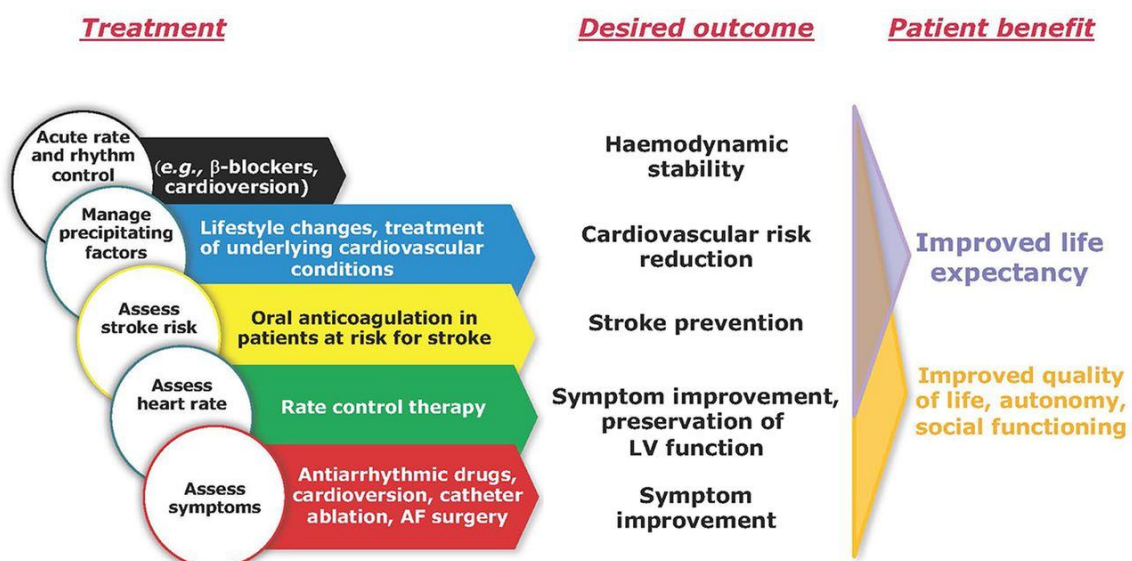 Treatment
Desired outcome
Patient benefit
Acute rate
and rhythm
control
(e.g., β-blockers,
cardioversion)
Haemodynamic
stability
Manage
precipitating
factors
Lifestyle changes, treatment
of underlying cardiovascular
conditions
Cardiovascular risk
reduction
Improved life
expectancy
Assess
stroke risk
Oral anticoagulation in
patients at risk for stroke
Stroke prevention
Assess
heart rate
Rate control therapy
Symptom improvement,
preservation of
LV function
Improved quality
of life, autonomy,
social functioning
Assess
symptoms
Antiarrhythmic drugs,
cardioversion, catheter
ablation, AF surgery
Symptom
improvement